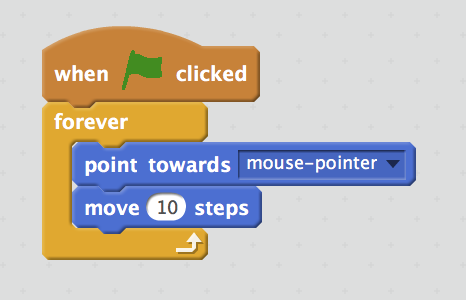 when clicked
forever
point towards mouse-pointer
move 10 steps